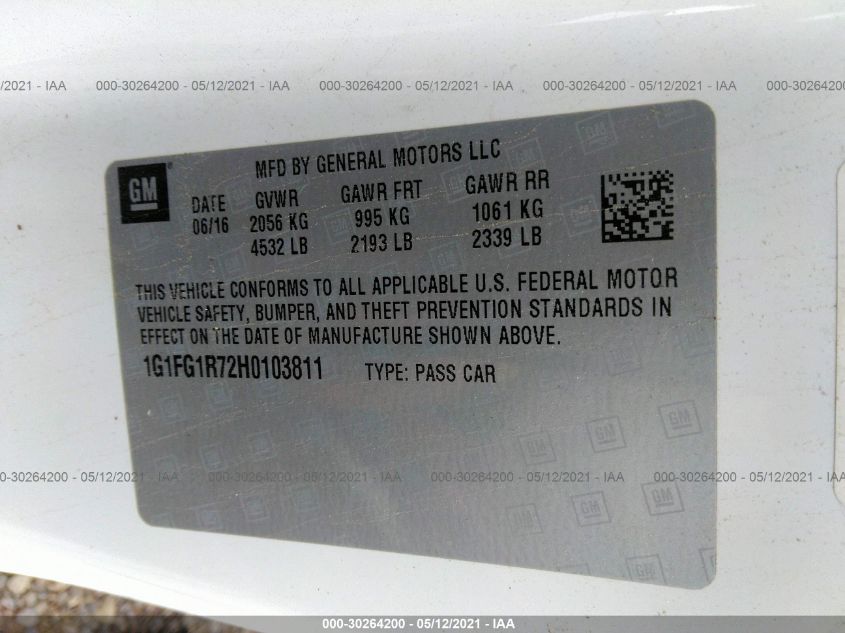 /2021 - IAA 000-30264200 - 05/12/2021 - IAA 000-30264200 - 05/12/2021 - IAA 000-30264200 - 05/12/2021 - IAA 000-30264200 - 05/
GM ® MFD BY GENERAL MOTORS LLC
DATE GVWR GAWR FRT GAWR RR
06/16 2056 KG 995 KG 1061 KG
4532 LB 2193 LB 2339 LB
THIS VEHICLE CONFORMS TO ALL APPLICABLE U.S. FEDERAL MOTOR
VEHICLE SAFETY, BUMPER, AND THEFT PREVENTION STANDARDS IN
EFFECT ON THE DATE OF MANUFACTURE SHOWN ABOVE.
1G1FG1R72H0103811 TYPE: PASS CAR
000-30264200 - 05/12/2021 - IAA 000-30264200 - 05/12/2021 - IAA 000-30264200 - 05/12/2021 - IAA 000-30264200 - 05/12/2021 - IAA
000-30264200 - 05/12/2021 - IAA